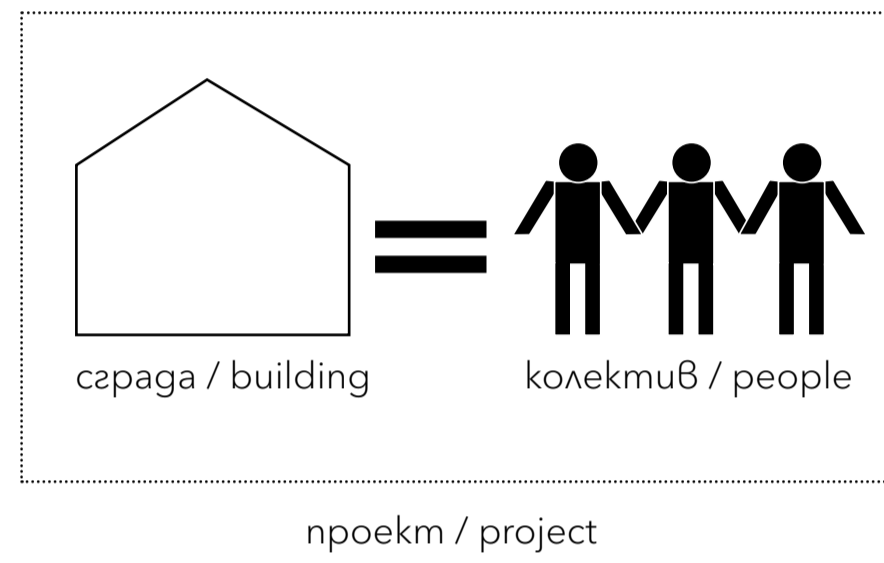 сграда / building
колектив / people
проект / project